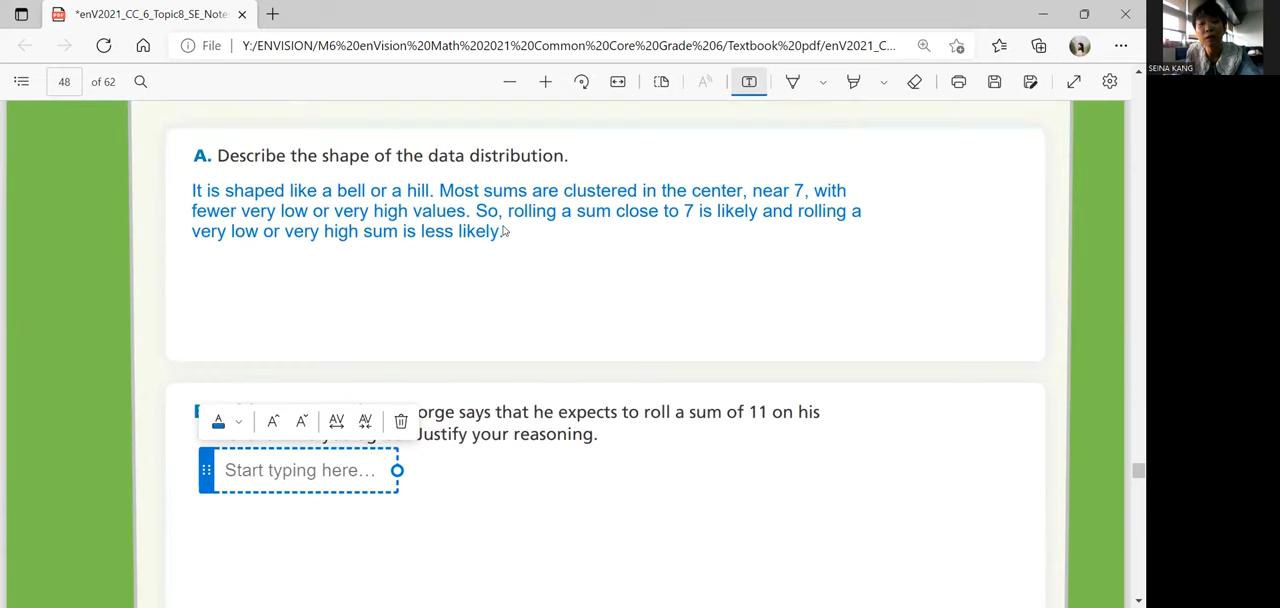 *enV2021_CC_6_Topic8_SE_Note
File
Y:/ENVISION/M6%20enVision%20Math%202021%20Common%20Core%20Grade%206/Textbook%20pdf/enV2021_C...
SEINA KANG
48 of 62
A. Describe the shape of the data distribution.
It is shaped like a bell or a hill. Most sums are clustered in the center, near 7, with
fewer very low or very high values. So, rolling a sum close to 7 is likely and rolling a
very low or very high sum is less likely.
orge says that he expects to roll a sum of 11 on his
Justify your reasoning.
Start typing here...